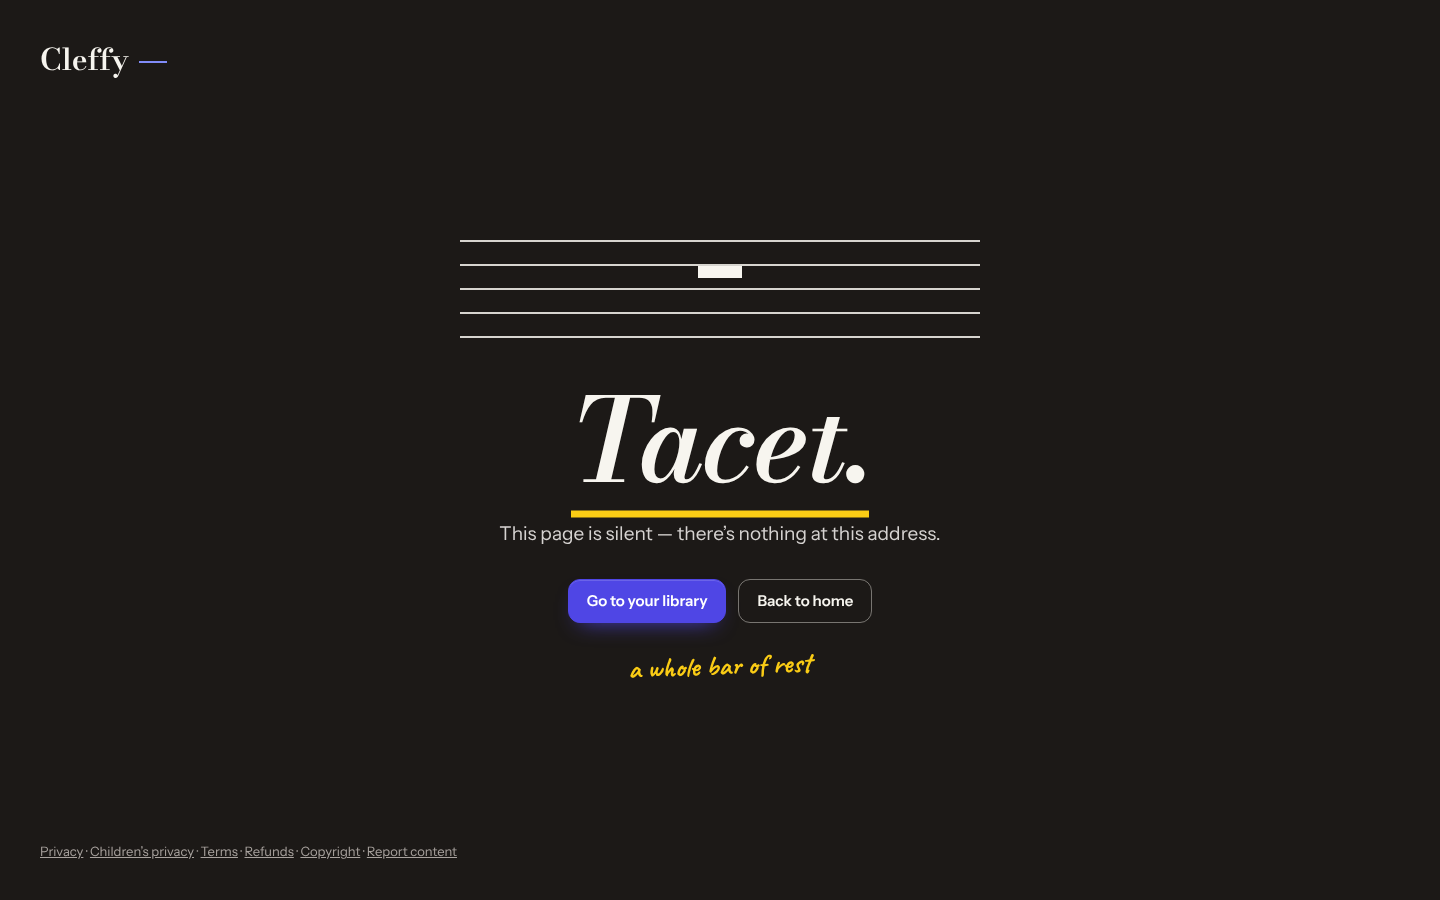 Cleffy
Tacet.
This page is silent — there’s nothing at this address.
Go to your library
Back to home
a whole bar of rest
Privacy · Children’s privacy · Terms · Refunds · Copyright · Report content